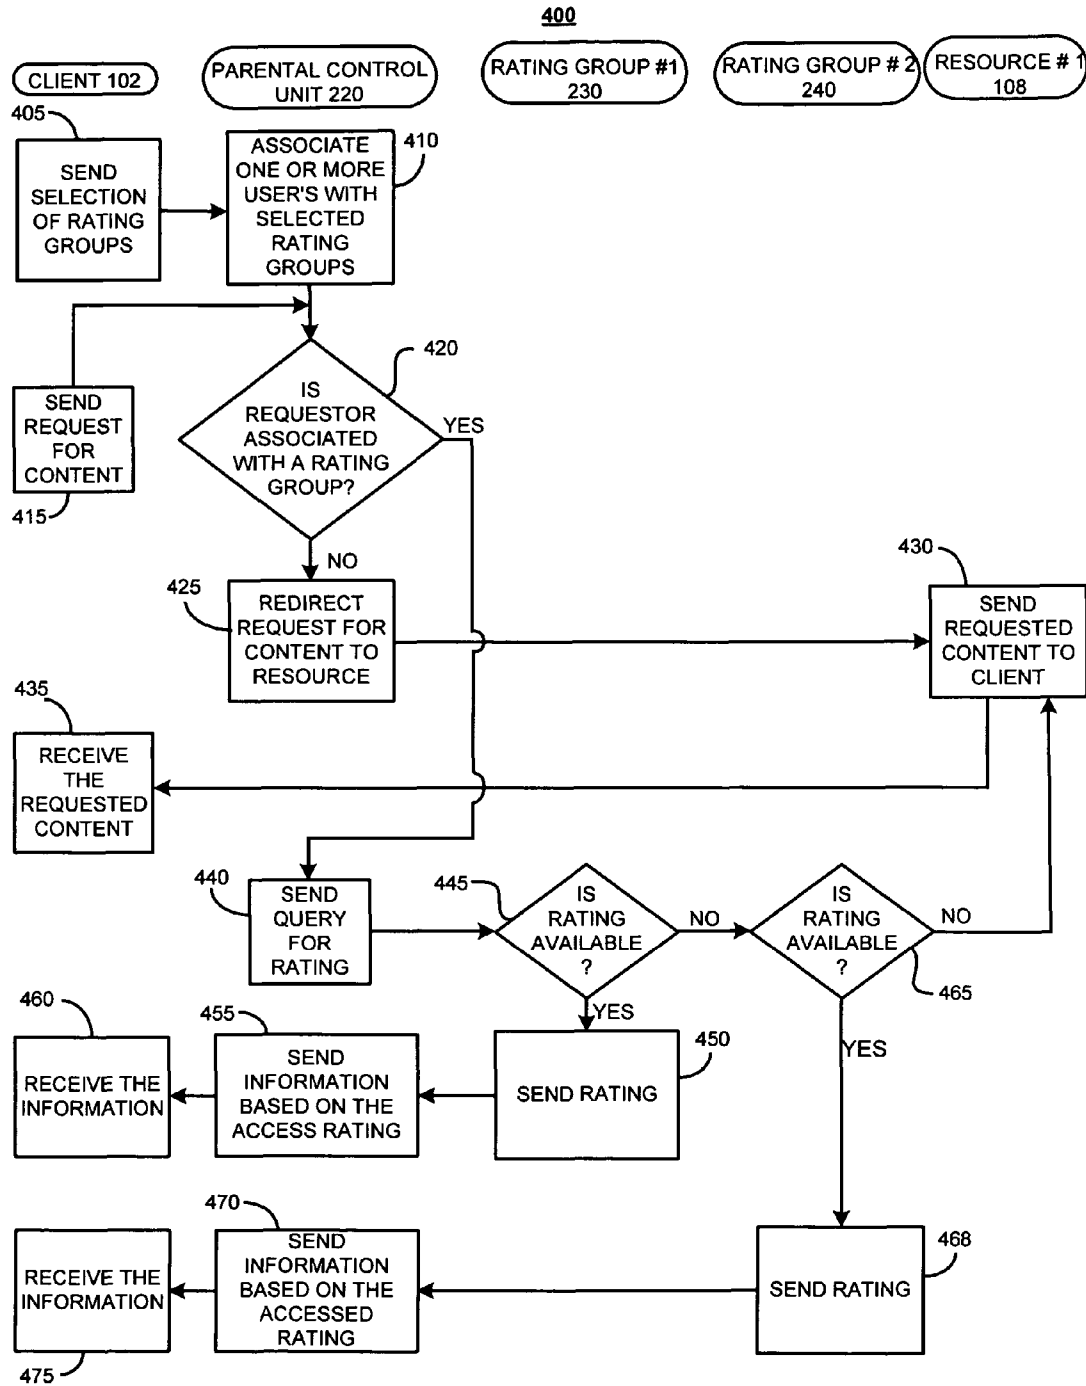 400
CLIENT 102
PARENTAL CONTROL
UNIT 220
RATING GROUP #1
230
RATING GROUP # 2
240
RESOURCE # 1
108
405
SEND
SELECTION
OF RATING
GROUPS
410
ASSOCIATE
ONE OR MORE
USER'S WITH
SELECTED
RATING
GROUPS
415
SEND
REQUEST
FOR
CONTENT
420
IS
REQUESTOR
ASSOCIATED
WITH A RATING
GROUP?
YES
NO
425
REDIRECT
REQUEST FOR
CONTENT TO
RESOURCE
430
SEND
REQUESTED
CONTENT TO
CLIENT
435
RECEIVE
THE
REQUESTED
CONTENT
440
SEND
QUERY
FOR
RATING
445
IS
RATING
AVAILABLE
?
NO
YES
IS
RATING
AVAILABLE
?
465
NO
YES
450
SEND RATING
455
SEND
INFORMATION
BASED ON THE
ACCESS RATING
460
RECEIVE THE
INFORMATION
468
SEND RATING
470
SEND
INFORMATION
BASED ON THE
ACCESSED
RATING
RECEIVE THE
INFORMATION
475